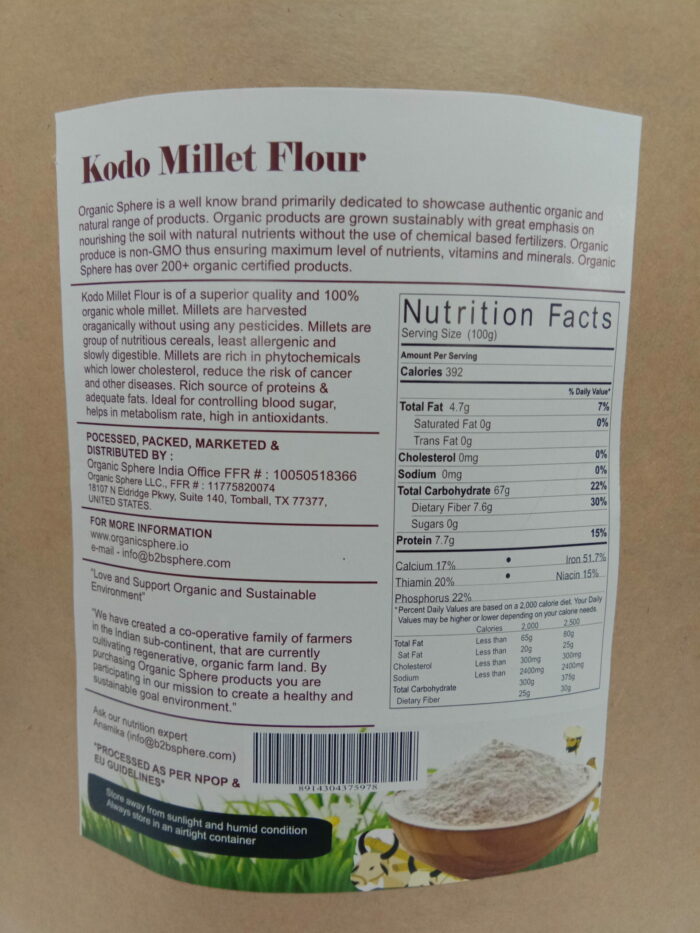 Kodo Millet Flour
Organic Sphere is a well know brand primarily dedicated to showcase authentic organic and
natural range of products. Organic products are grown sustainably with great emphasis on
nourishing the soil with natural nutrients without the use of chemical based fertilizers. Organic
produce is non-GMO thus ensuring maximum level of nutrients, vitamins and minerals. Organic
Sphere has over 200+ organic certified products.
Kodo Millet Flour is of a superior quality and 100%
organic whole millet. Millets are harvested
oraganically without using any pesticides. Millets are
group of nutritious cereals, least allergenic and
slowly digestible. Millets are rich in phytochemicals
which lower cholesterol, reduce the risk of cancer
and other diseases. Rich source of proteins &
adequate fats. Ideal for controlling blood sugar,
helps in metabolism rate, high in antioxidants.
POCESSED, PACKED, MARKETED &
DISTRIBUTED BY :
Organic Sphere India Office FFR # : 10050518366
Organic Sphere LLC., FFR # : 11775820074
18107 N Eldridge Pkwy, Suite 140, Tomball, TX 77377,
UNITED STATES.
FOR MORE INFORMATION
www.organicsphere.io
e-mail - info@b2bsphere.com
"Love and Support Organic and Sustainable
Environment"
"We have created a co-operative family of farmers
in the Indian sub-continent, that are currently
cultivating regenerative, organic farm land. By
purchasing Organic Sphere products you are
participating in our mission to create a healthy and
sustainable goal environment."
Ask our nutrition expert
Anamika (info@b2bsphere.com)
*PROCESSED AS PER NPOP &
EU GUIDELINES*
Store away from sunlight and humid condition
Always store in an airtight container
Nutrition Facts
Serving Size (100g)
Amount Per Serving
Calories 392
% Daily Value*
Total Fat 4.7g 7%
Saturated Fat 0g 0%
Trans Fat 0g
Cholesterol 0mg 0%
Sodium 0mg 0%
Total Carbohydrate 67g 22%
Dietary Fiber 7.6g 30%
Sugars 0g
Protein 7.7g 15%
Calcium 17% • Iron 51.7%
Thiamin 20% • Niacin 15%
Phosphorus 22%
*Percent Daily Values are based on a 2,000 calorie diet. Your Daily
Values may be higher or lower depending on your calorie needs.
Calories 2,000 2,500
Total Fat Less than 65g 80g
Sat Fat Less than 20g 25g
Cholesterol Less than 300mg 300mg
Sodium Less than 2400mg 2400mg
Total Carbohydrate 300g 375g
Dietary Fiber 25g 30g
8914304375978